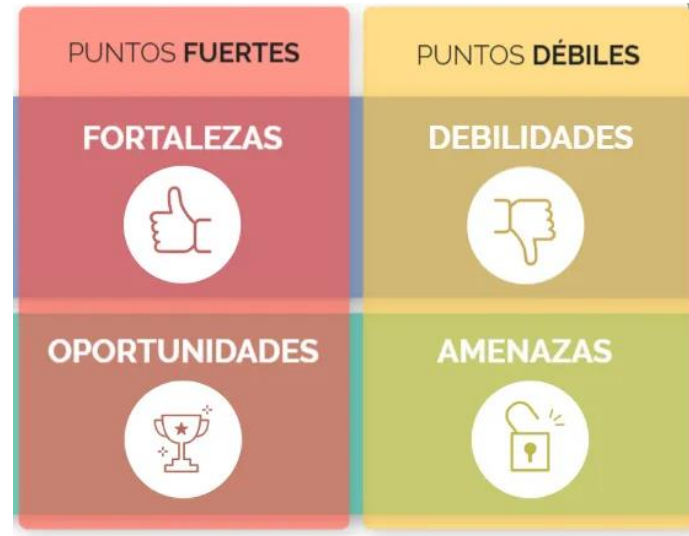 PUNTOS FUERTES
PUNTOS DÉBILES
FORTALEZAS
DEBILIDADES
OPORTUNIDADES
AMENAZAS